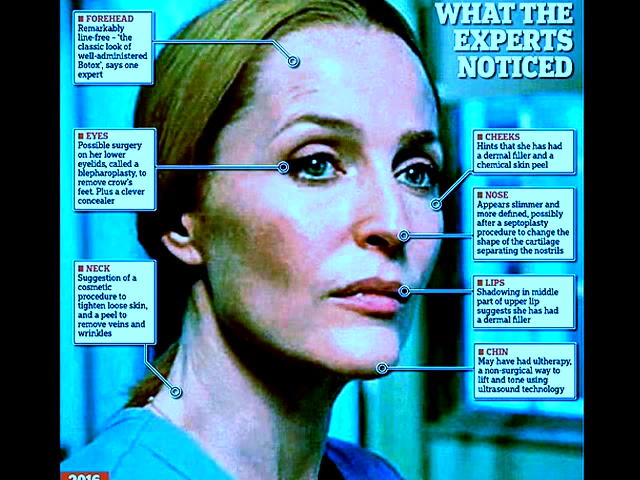 WHAT THE
EXPERTS
NOTICED
FOREHEAD
Remarkably
line-free - 'the
classic look of
well-administered
Botox', says one
expert
EYES
Possible surgery
on her lower
eyelids, called a
blepharoplasty, to
remove crow's
feet. Plus a clever
concealer
NECK
Suggestion of a
cosmetic
procedure to
tighten loose skin,
and a peel to
remove veins and
wrinkles
CHEEKS
Hints that she has had
a dermal filler and a
chemical skin peel
NOSE
Appears slimmer and
more defined, possibly
after a septoplasty
procedure to change the
shape of the cartilage
separating the nostrils
LIPS
Shadowing in middle
part of upper lip
suggests she has had
a dermal filler
CHIN
May have had ultherapy,
a non-surgical way to
lift and tone using
ultrasound technology
2016